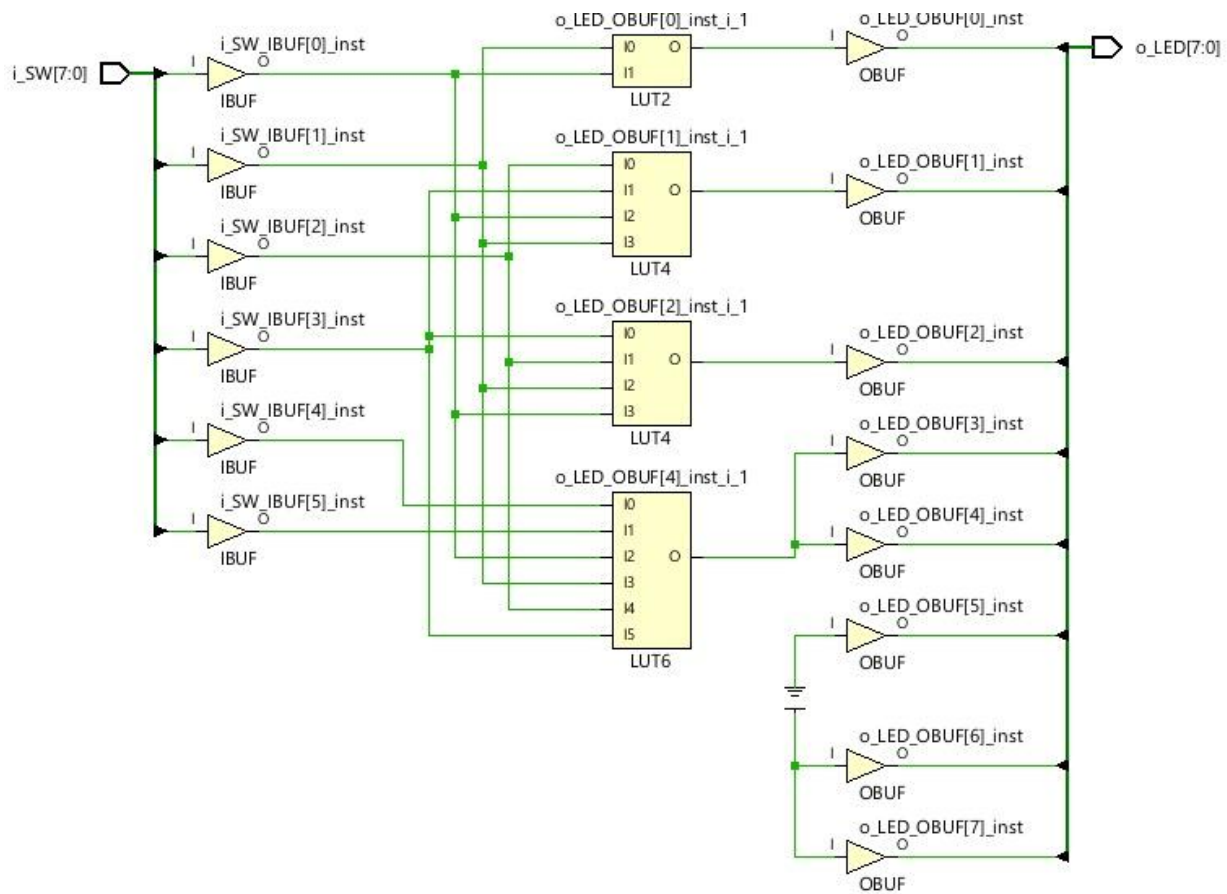 i_SW[7:0]
i_SW_IBUF[0]_inst
I
O
IBUF
i_SW_IBUF[1]_inst
I
O
IBUF
i_SW_IBUF[2]_inst
I
O
IBUF
i_SW_IBUF[3]_inst
I
O
IBUF
i_SW_IBUF[4]_inst
I
O
IBUF
i_SW_IBUF[5]_inst
I
O
IBUF
o_LED_OBUF[0]_inst_i_1
I0
O
I1
LUT2
o_LED_OBUF[1]_inst_i_1
I0
I1
O
I2
I3
LUT4
o_LED_OBUF[2]_inst_i_1
I0
I1
O
I2
I3
LUT4
o_LED_OBUF[4]_inst_i_1
I0
I1
I2
O
I3
I4
I5
LUT6
o_LED_OBUF[0]_inst
I
O
OBUF
o_LED_OBUF[1]_inst
I
O
OBUF
o_LED_OBUF[2]_inst
I
O
OBUF
o_LED_OBUF[3]_inst
I
O
OBUF
o_LED_OBUF[4]_inst
I
O
OBUF
o_LED_OBUF[5]_inst
I
O
OBUF
o_LED_OBUF[6]_inst
I
O
OBUF
o_LED_OBUF[7]_inst
I
O
OBUF
o_LED[7:0]